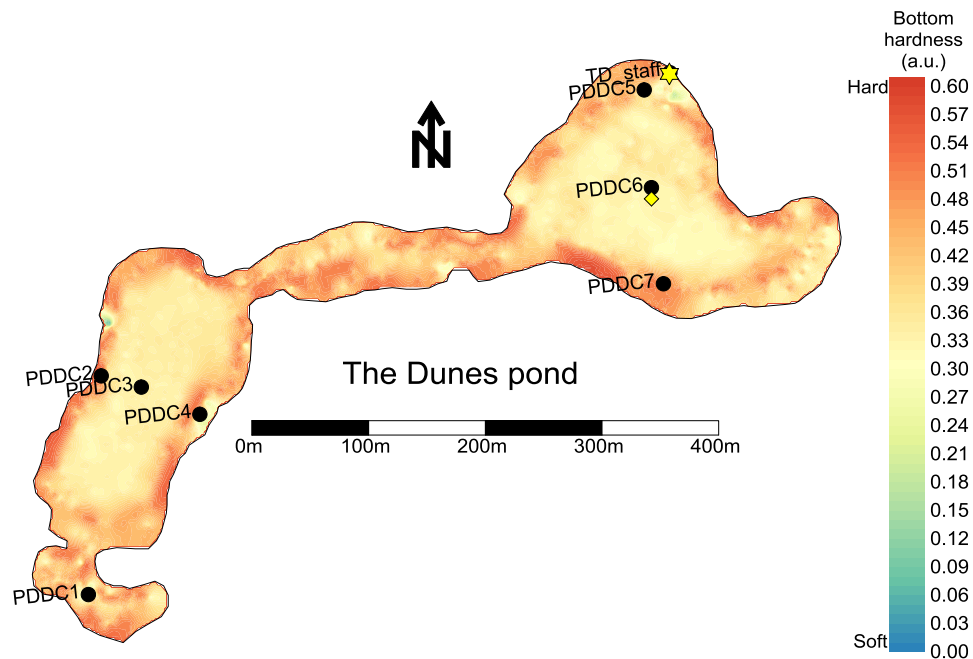 Bottom
hardness
(a.u.)
Hard
0.60
0.57
0.54
0.51
0.48
0.45
0.42
0.39
0.36
0.33
0.30
0.27
0.24
0.21
0.18
0.15
0.12
0.09
0.06
0.03
0.00
Soft
TD_staff
PDDC5
N
PDDC6
PDDC7
PDDC2
PDDC3
PDDC4
The Dunes pond
0m 100m 200m 300m 400m
PDDC1